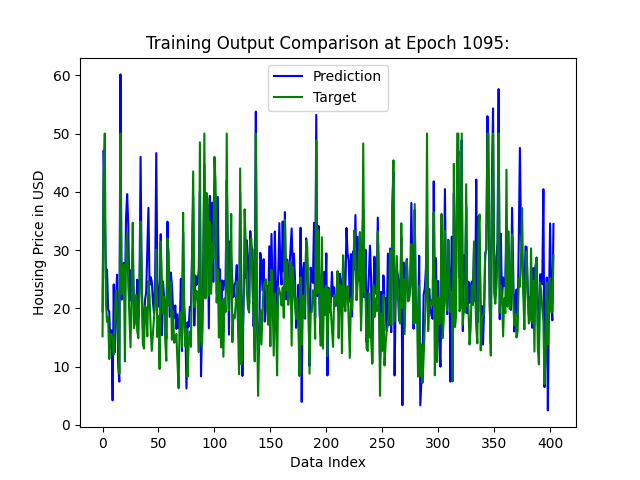 Training Output Comparison at Epoch 1095:
Prediction
Target
Housing Price in USD
60
50
40
30
20
10
0
0 50 100 150 200 250 300 350 400
Data Index